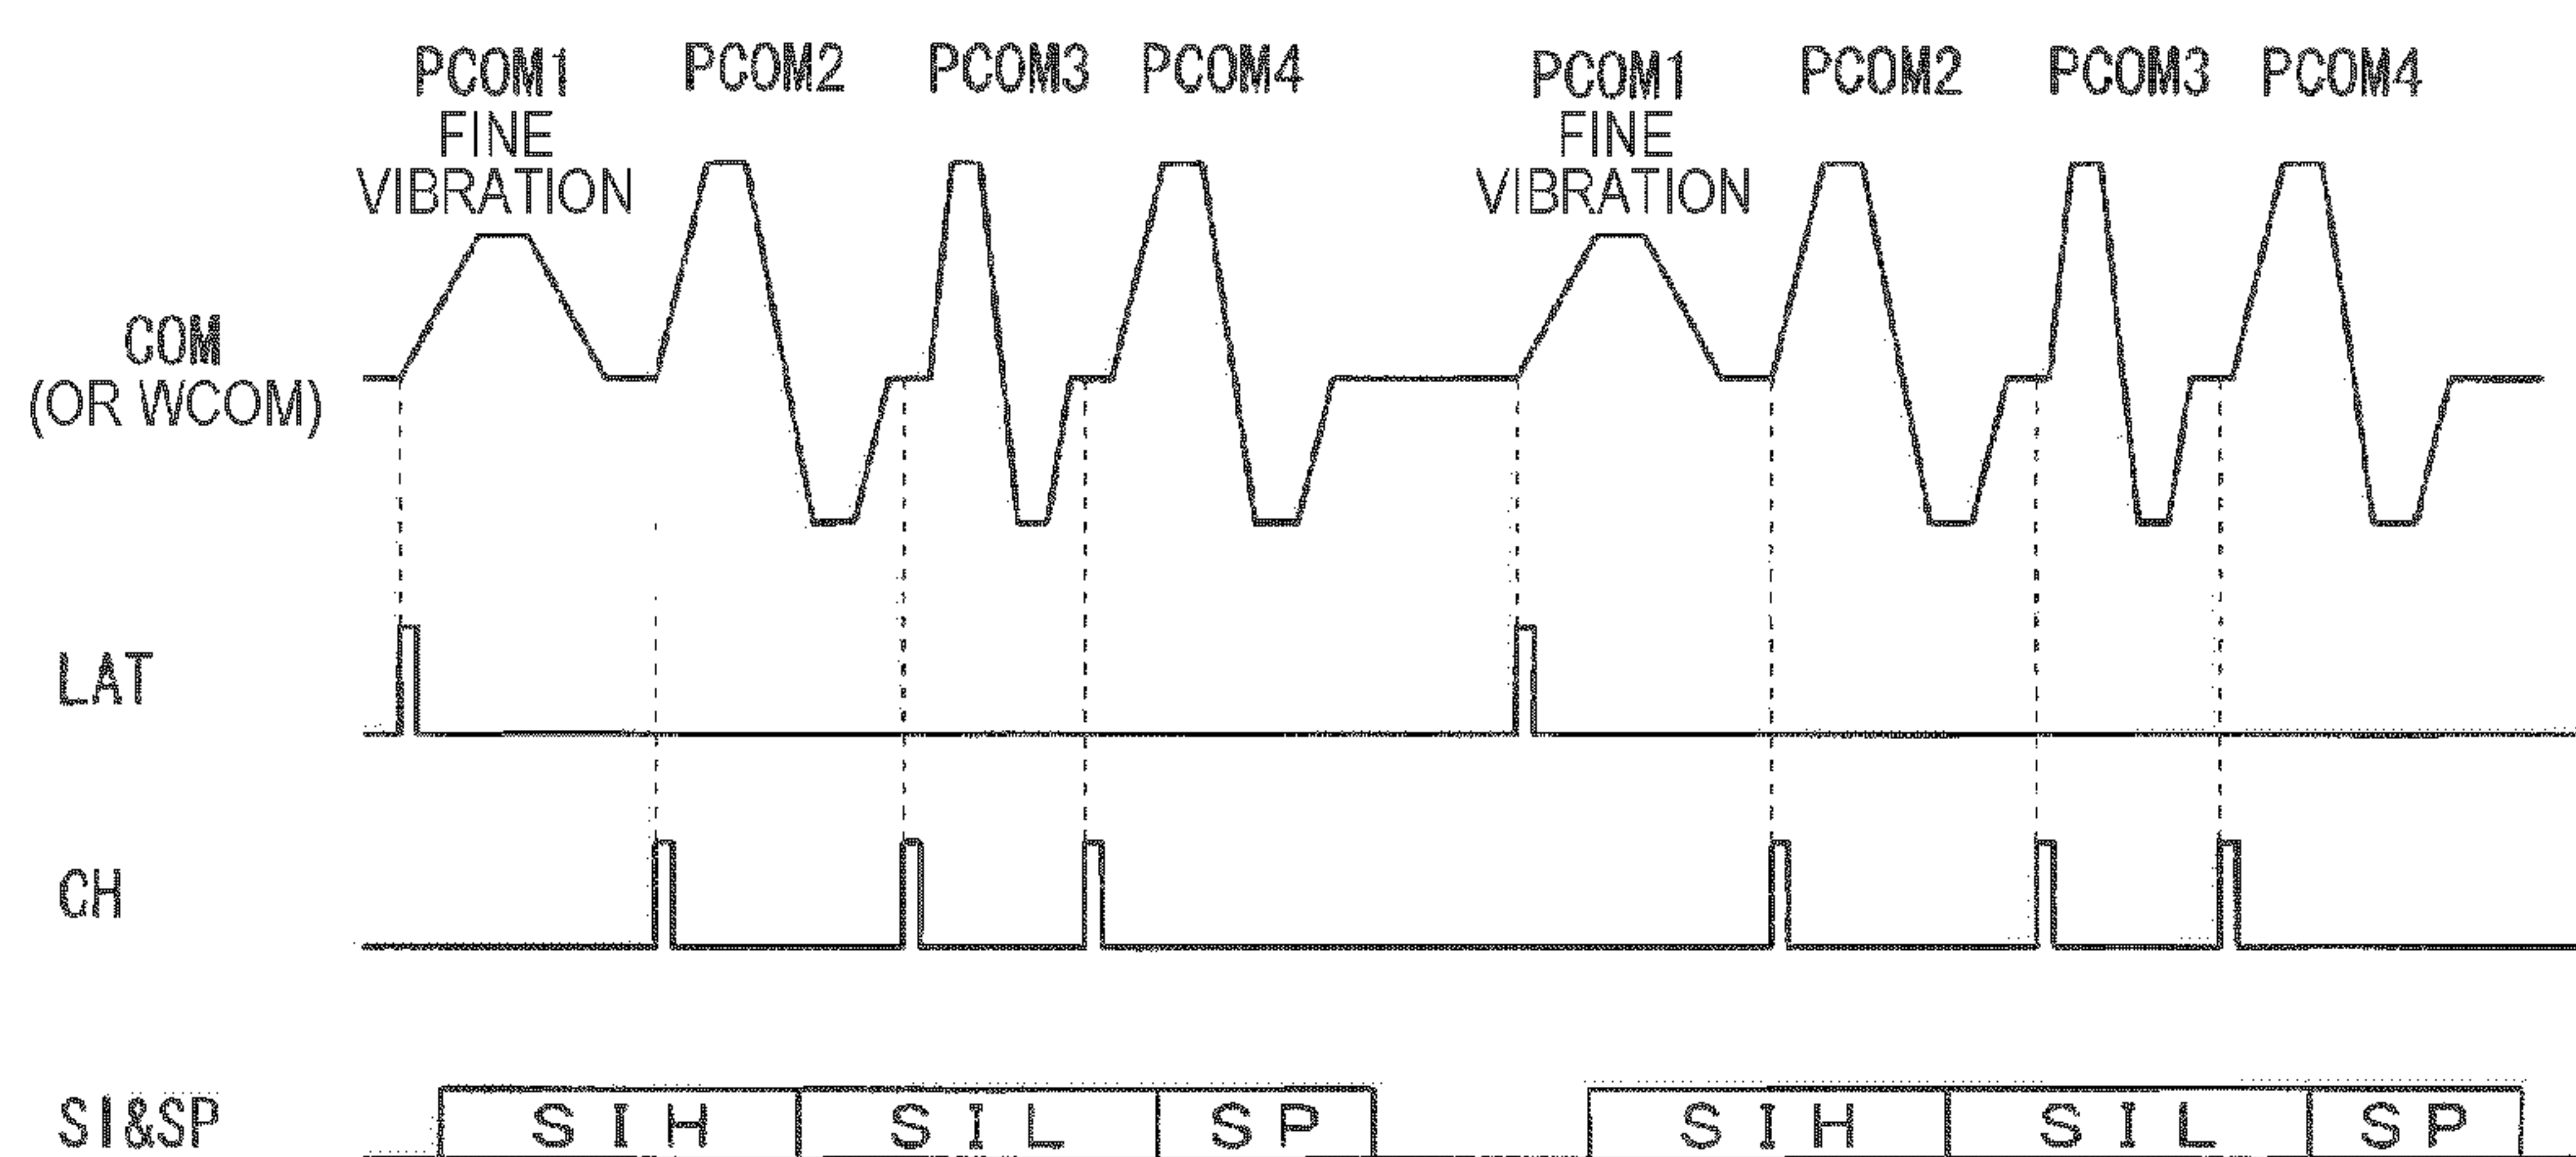 PCOM1 PCOM2 PCOM3 PCOM4 PCOM1 PCOM2 PCOM3 PCOM4
FINE FINE
VIBRATION VIBRATION
COM
(OR WCOM)
LAT
CH
SI&SP SIH SIL SP SIH SIL SP